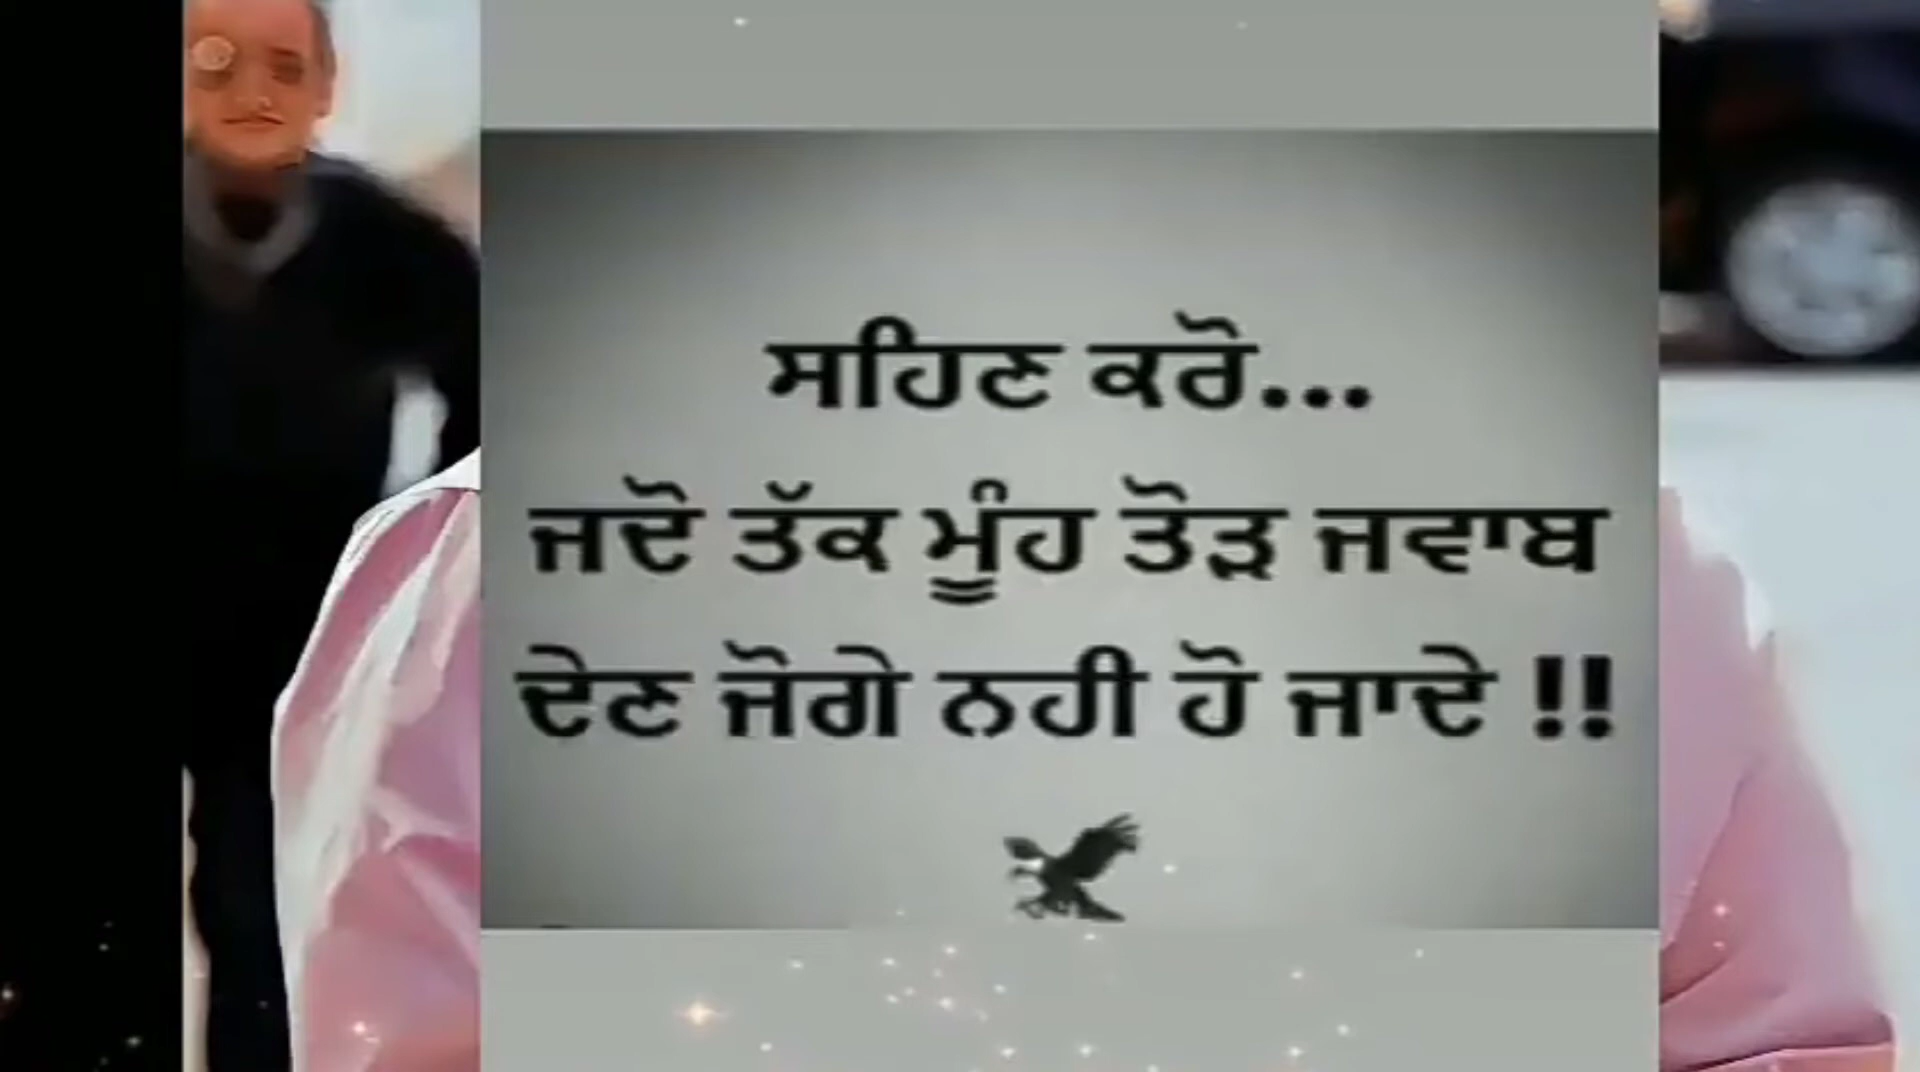 ਸਹਿਣ ਕਰੋ...
ਜਦੋ ਤੱਕ ਮੂੰਹ ਤੋੜ ਜਵਾਬ
ਦੇਣ ਜੋਗੇ ਨਹੀ ਹੋ ਜਾਦੇ !!